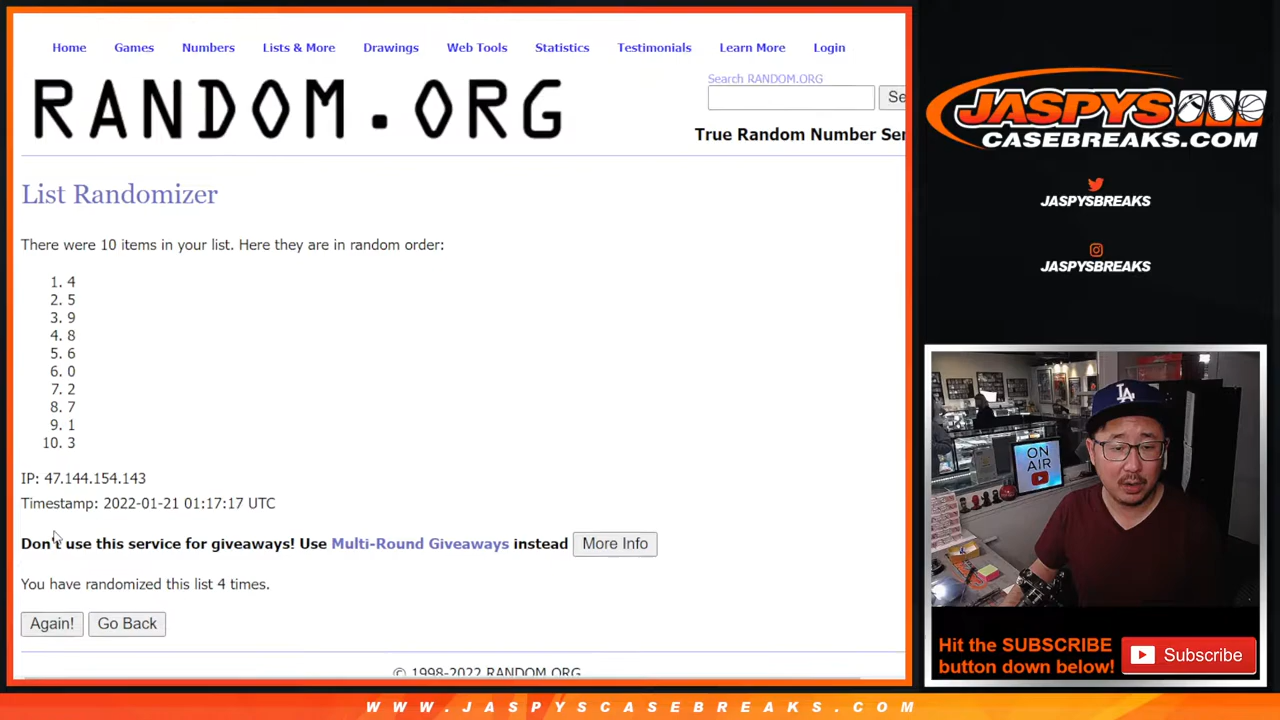 Home Games Numbers Lists & More Drawings Web Tools Statistics Testimonials Learn More Login
RANDOM.ORG
Search RANDOM.ORG
Se
True Random Number Ser
List Randomizer
There were 10 items in your list. Here they are in random order:
1. 4
2. 5
3. 9
4. 8
5. 6
6. 0
7. 2
8. 7
9. 1
10. 3
IP: 47.144.154.143
Timestamp: 2022-01-21 01:17:17 UTC
Don't use this service for giveaways! Use Multi-Round Giveaways instead More Info
You have randomized this list 4 times.
Again! Go Back
© 1998-2022 RANDOM.ORG
JASPYS
CASEBREAKS.COM
JASPYSBREAKS
JASPYSBREAKS
LA
ON
AIR
Hit the SUBSCRIBE
button down below!
Subscribe
WWW.JASPYSCASEBREAKS.COM